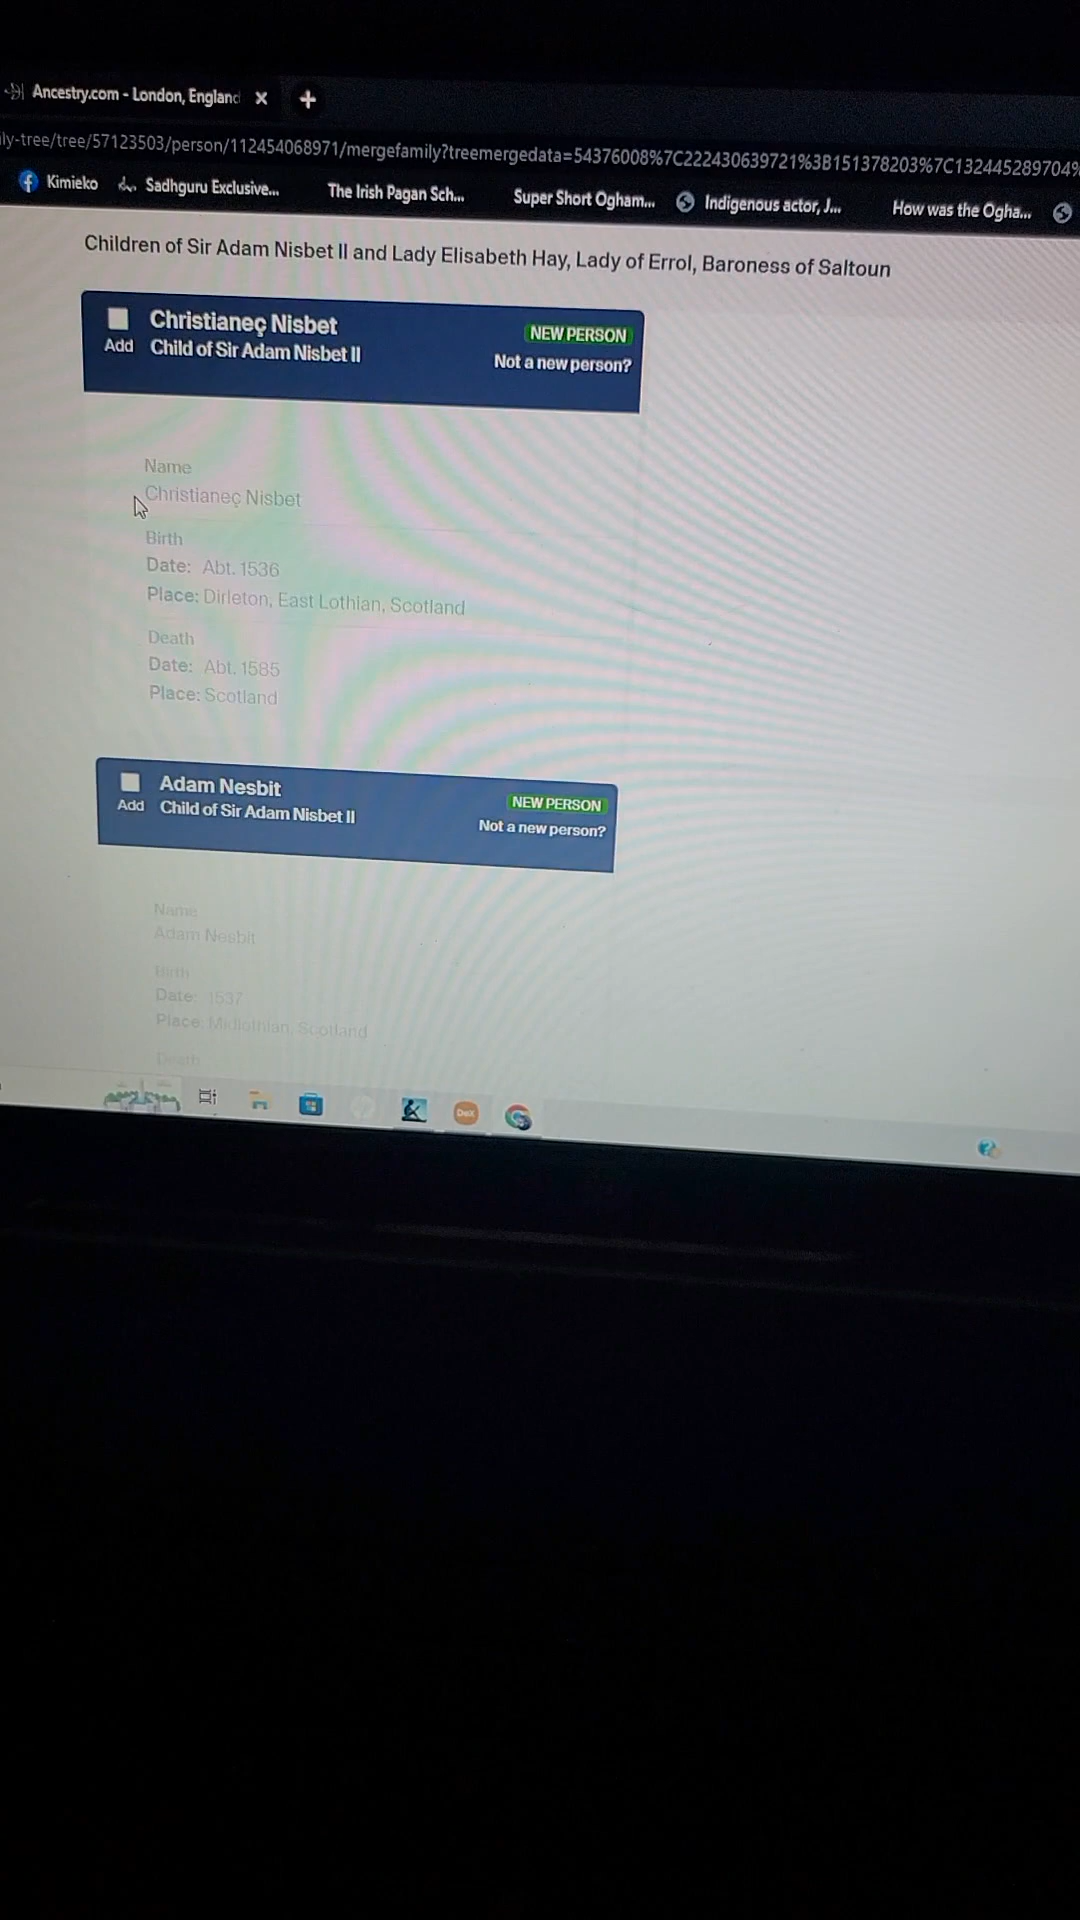 Ancestry.com - London, England
ly-tree/tree/57123503/person/112454068971/mergefamily?treemergedata=54376008%7C222430639721%3B151378203%7C132445289704%
Kimieko Sadhguru Exclusive... The Irish Pagan Sch... Super Short Ogham... Indigenous actor, J... How was the Ogha...
Children of Sir Adam Nisbet II and Lady Elisabeth Hay, Lady of Errol, Baroness of Saltoun
Christianeç Nisbet
NEW PERSON
Add Child of Sir Adam Nisbet II
Not a new person?
Name
Christianeç Nisbet
Birth
Date: Abt. 1536
Place: Dirleton, East Lothian, Scotland
Death
Date: Abt. 1585
Place: Scotland
Adam Nesbit
NEW PERSON
Add Child of Sir Adam Nisbet II
Not a new person?
Name
Adam Nesbit
Birth
Date: 1537
Place: Midlothian, Scotland
Death
DeX